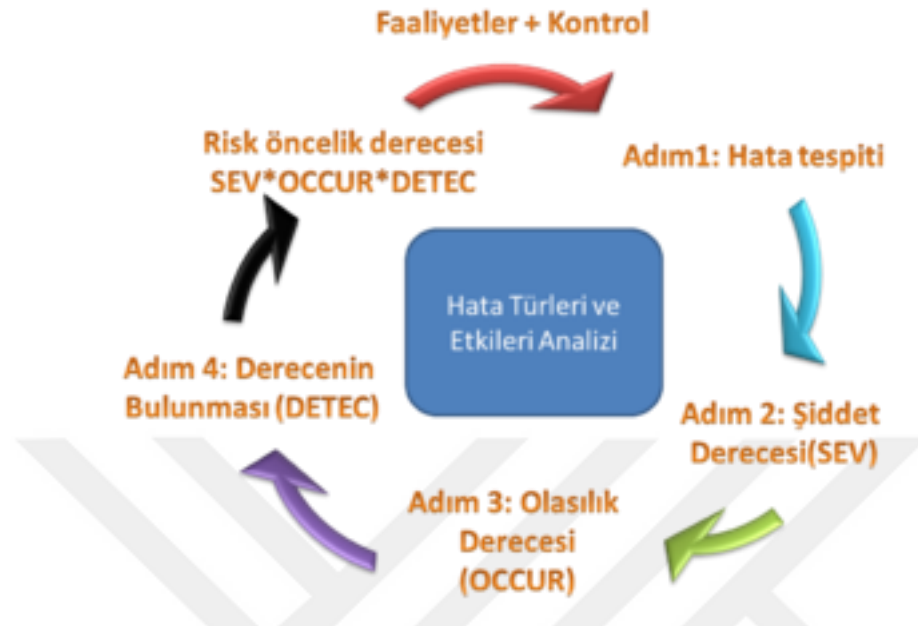 Faaliyetler + Kontrol
Risk öncelik derecesi
SEV*OCCUR*DETEC
Adım1: Hata tespiti
Hata Türleri ve
Etkileri Analizi
Adım 4: Derecenin
Bulunması (DETEC)
Adım 2: Şiddet
Derecesi(SEV)
Adım 3: Olasılık
Derecesi
(OCCUR)